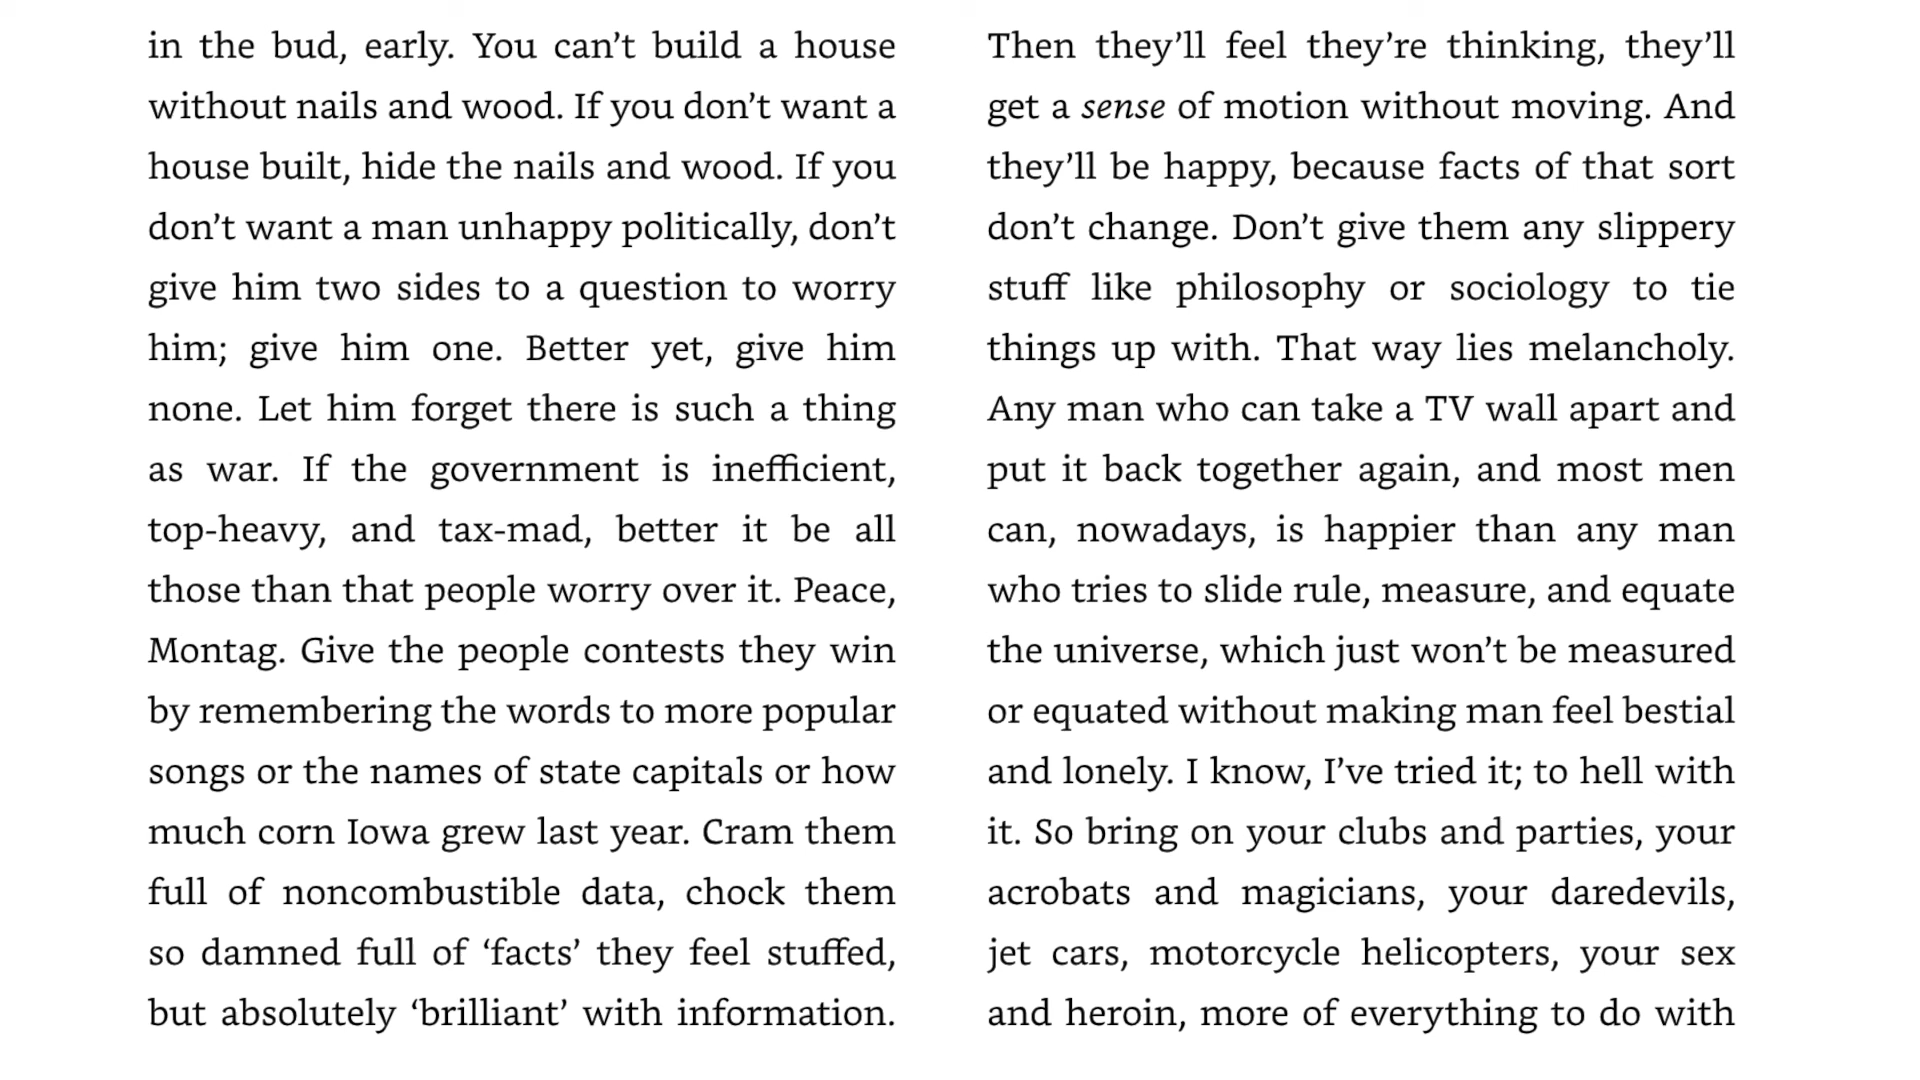 in the bud, early. You can’t build a house
without nails and wood. If you don’t want a
house built, hide the nails and wood. If you
don’t want a man unhappy politically, don’t
give him two sides to a question to worry
him; give him one. Better yet, give him
none. Let him forget there is such a thing
as war. If the government is inefficient,
top-heavy, and tax-mad, better it be all
those than that people worry over it. Peace,
Montag. Give the people contests they win
by remembering the words to more popular
songs or the names of state capitals or how
much corn Iowa grew last year. Cram them
full of noncombustible data, chock them
so damned full of ‘facts’ they feel stuffed,
but absolutely ‘brilliant’ with information.
Then they’ll feel they’re thinking, they’ll
get a sense of motion without moving. And
they’ll be happy, because facts of that sort
don’t change. Don’t give them any slippery
stuff like philosophy or sociology to tie
things up with. That way lies melancholy.
Any man who can take a TV wall apart and
put it back together again, and most men
can, nowadays, is happier than any man
who tries to slide rule, measure, and equate
the universe, which just won’t be measured
or equated without making man feel bestial
and lonely. I know, I’ve tried it; to hell with
it. So bring on your clubs and parties, your
acrobats and magicians, your daredevils,
jet cars, motorcycle helicopters, your sex
and heroin, more of everything to do with